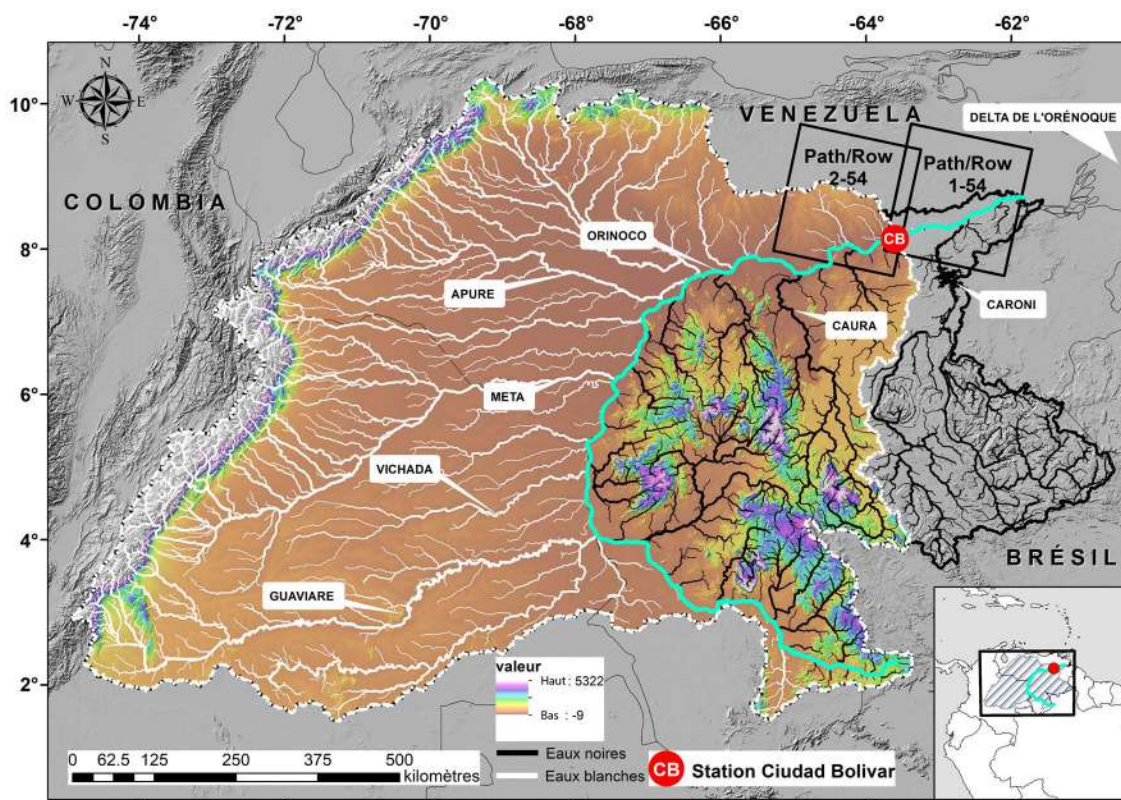 -74°
-72°
-70°
-68°
-66°
-64°
-62°
N
W
E
S
10°
8°
6°
4°
2°
VENEZUELA
DELTA DE L'ORÉNOQUE
COLOMBIA
Path/Row
2-54
Path/Row
1-54
ORINOCO
CB
APURE
CARONI
CAURA
META
VICHADA
GUAVIARE
BRÉSIL
valeur
Haut : 5322
Bas : -9
0 62.5 125 250 375 500
kilomètres
Eaux noires
Eaux blanches
CB Station Ciudad Bolivar